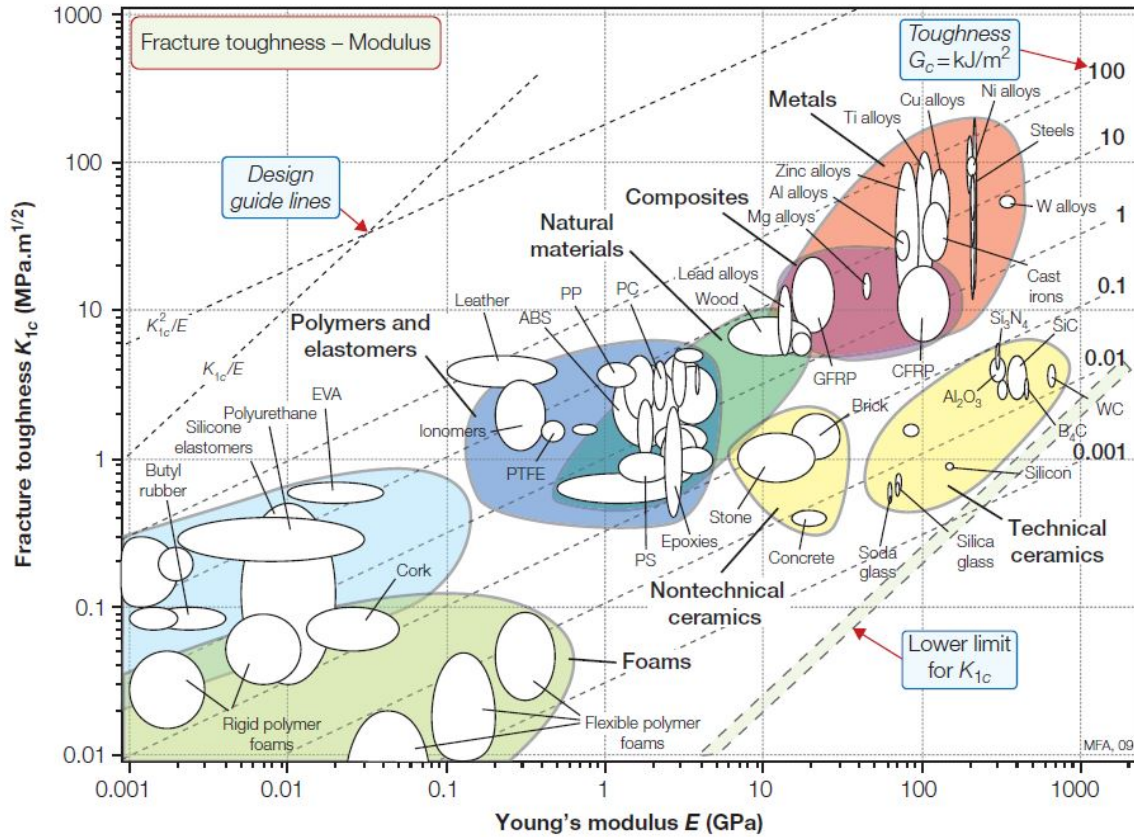 Fracture toughness – Modulus
Toughness
G_c = kJ/m²
Design
guide lines
K²_1c/E
K_1c/E
Metals
Ti alloys
Cu alloys
Ni alloys
Steels
Zinc alloys
Al alloys
Mg alloys
W alloys
Cast
irons
Composites
Natural
materials
Lead alloys
Wood
GFRP
CFRP
Leather
PP
PC
ABS
Polymers and
elastomers
Ionomers
PTFE
PS
Epoxies
EVA
Polyurethane
Silicone
elastomers
Butyl
rubber
Cork
Foams
Rigid polymer
foams
Flexible polymer
foams
Brick
Stone
Concrete
Nontechnical
ceramics
Si₃N₄
SiC
Al₂O₃
B₄C
WC
Silicon
Soda
glass
Silica
glass
Technical
ceramics
Lower limit
for K_1c
MFA, 09
100
10
1
0.1
0.01
0.001
Fracture toughness K_1c (MPa.m^1/2)
1000
100
10
1
0.1
0.01
0.001
0.01
0.1
1
10
100
1000
Young's modulus E (GPa)